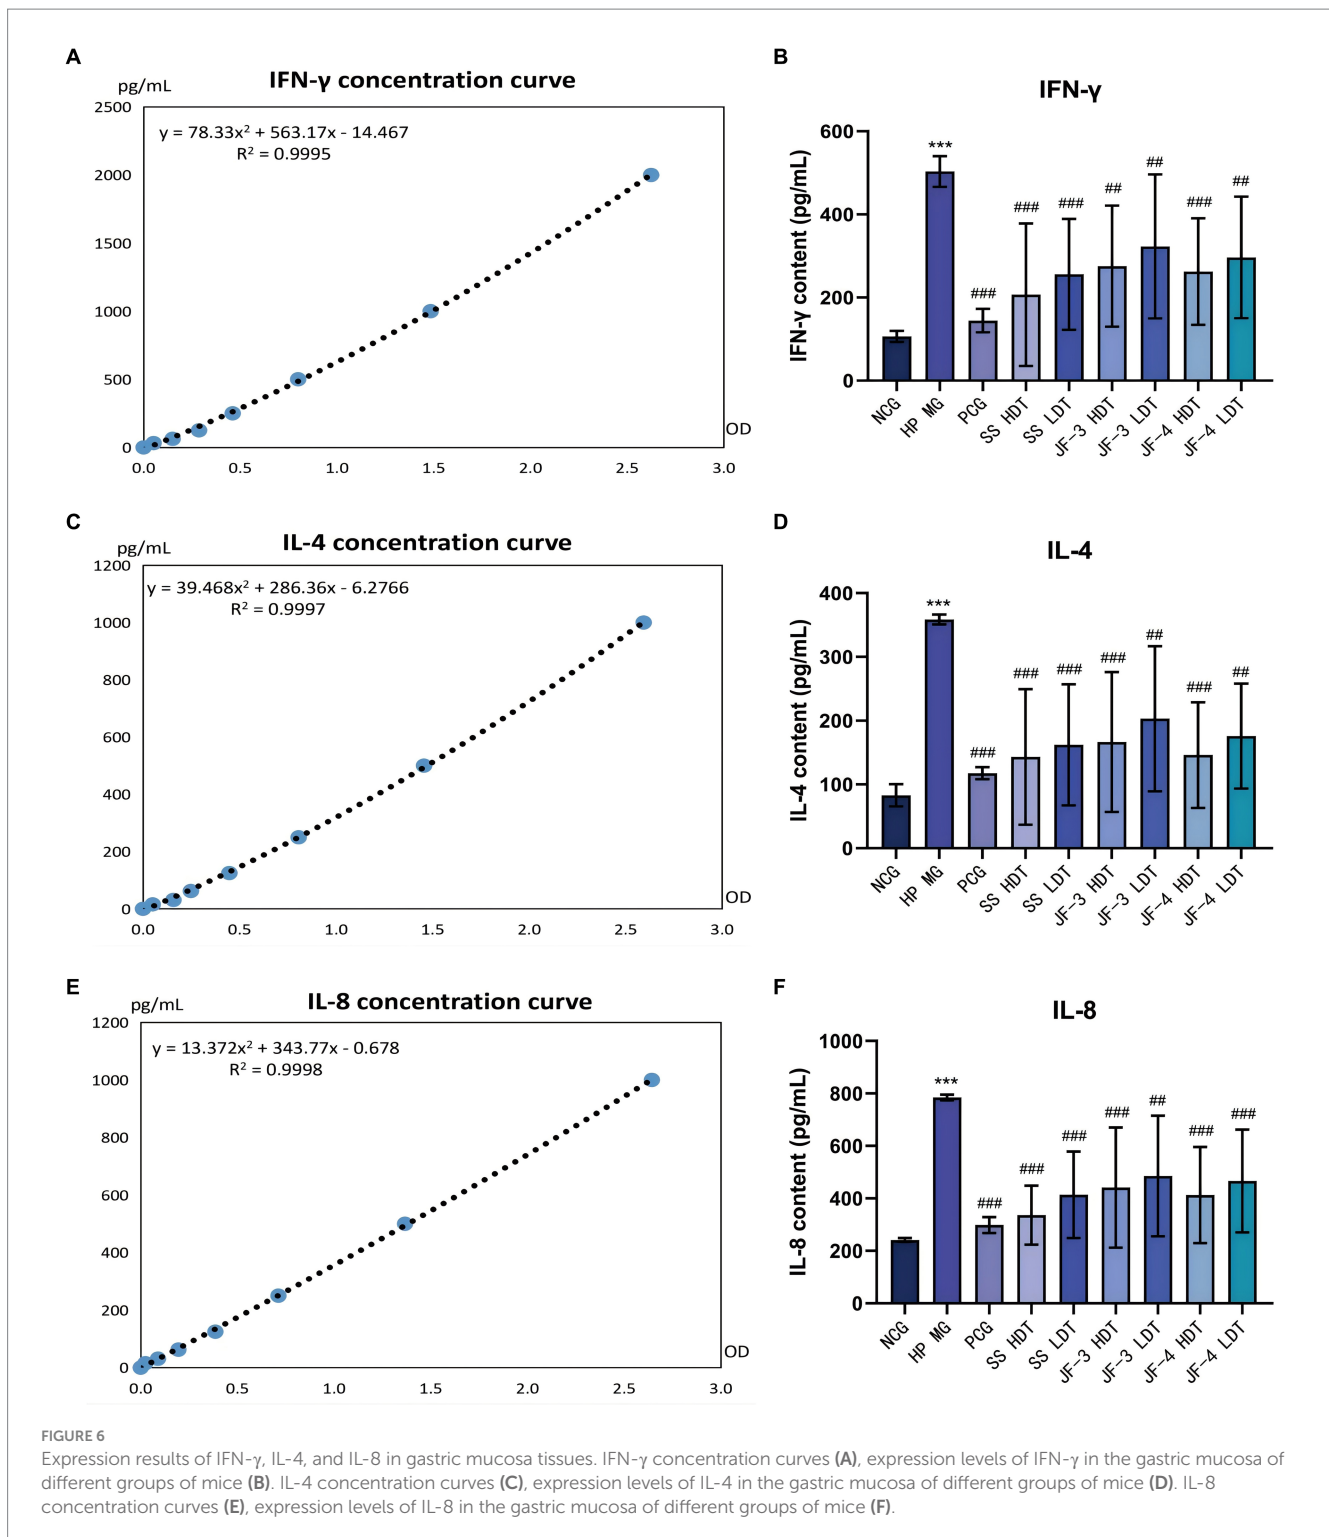 A
IFN-γ concentration curve
pg/mL
y = 78.33x² + 563.17x - 14.467
R² = 0.9995
2500
2000
1500
1000
500
0
OD
0.0 0.5 1.0 1.5 2.0 2.5 3.0
B
IFN-γ
IFN-γ content (pg/mL)
600
400
200
0
*** ### ### ### ## ## ### ##
NCG HP MG PCG SS HDT SS LDT JF-3 HDT JF-3 LDT JF-4 HDT JF-4 LDT
C
IL-4 concentration curve
pg/mL
y = 39.468x² + 286.36x - 6.2766
R² = 0.9997
1200
1000
800
600
400
200
0
OD
0.0 0.5 1.0 1.5 2.0 2.5 3.0
D
IL-4
IL-4 content (pg/mL)
400
300
200
100
0
*** ### ### ### ### ## ### ##
NCG HP MG PCG SS HDT SS LDT JF-3 HDT JF-3 LDT JF-4 HDT JF-4 LDT
E
IL-8 concentration curve
pg/mL
y = 13.372x² + 343.77x - 0.678
R² = 0.9998
1200
1000
800
600
400
200
0
OD
0.0 0.5 1.0 1.5 2.0 2.5 3.0
F
IL-8
IL-8 content (pg/mL)
1000
800
600
400
200
0
*** ### ### ### ### ## ### ###
NCG HP MG PCG SS HDT SS LDT JF-3 HDT JF-3 LDT JF-4 HDT JF-4 LDT
FIGURE 6
Expression results of IFN-γ, IL-4, and IL-8 in gastric mucosa tissues. IFN-γ concentration curves (A), expression levels of IFN-γ in the gastric mucosa of
different groups of mice (B). IL-4 concentration curves (C), expression levels of IL-4 in the gastric mucosa of different groups of mice (D). IL-8
concentration curves (E), expression levels of IL-8 in the gastric mucosa of different groups of mice (F).